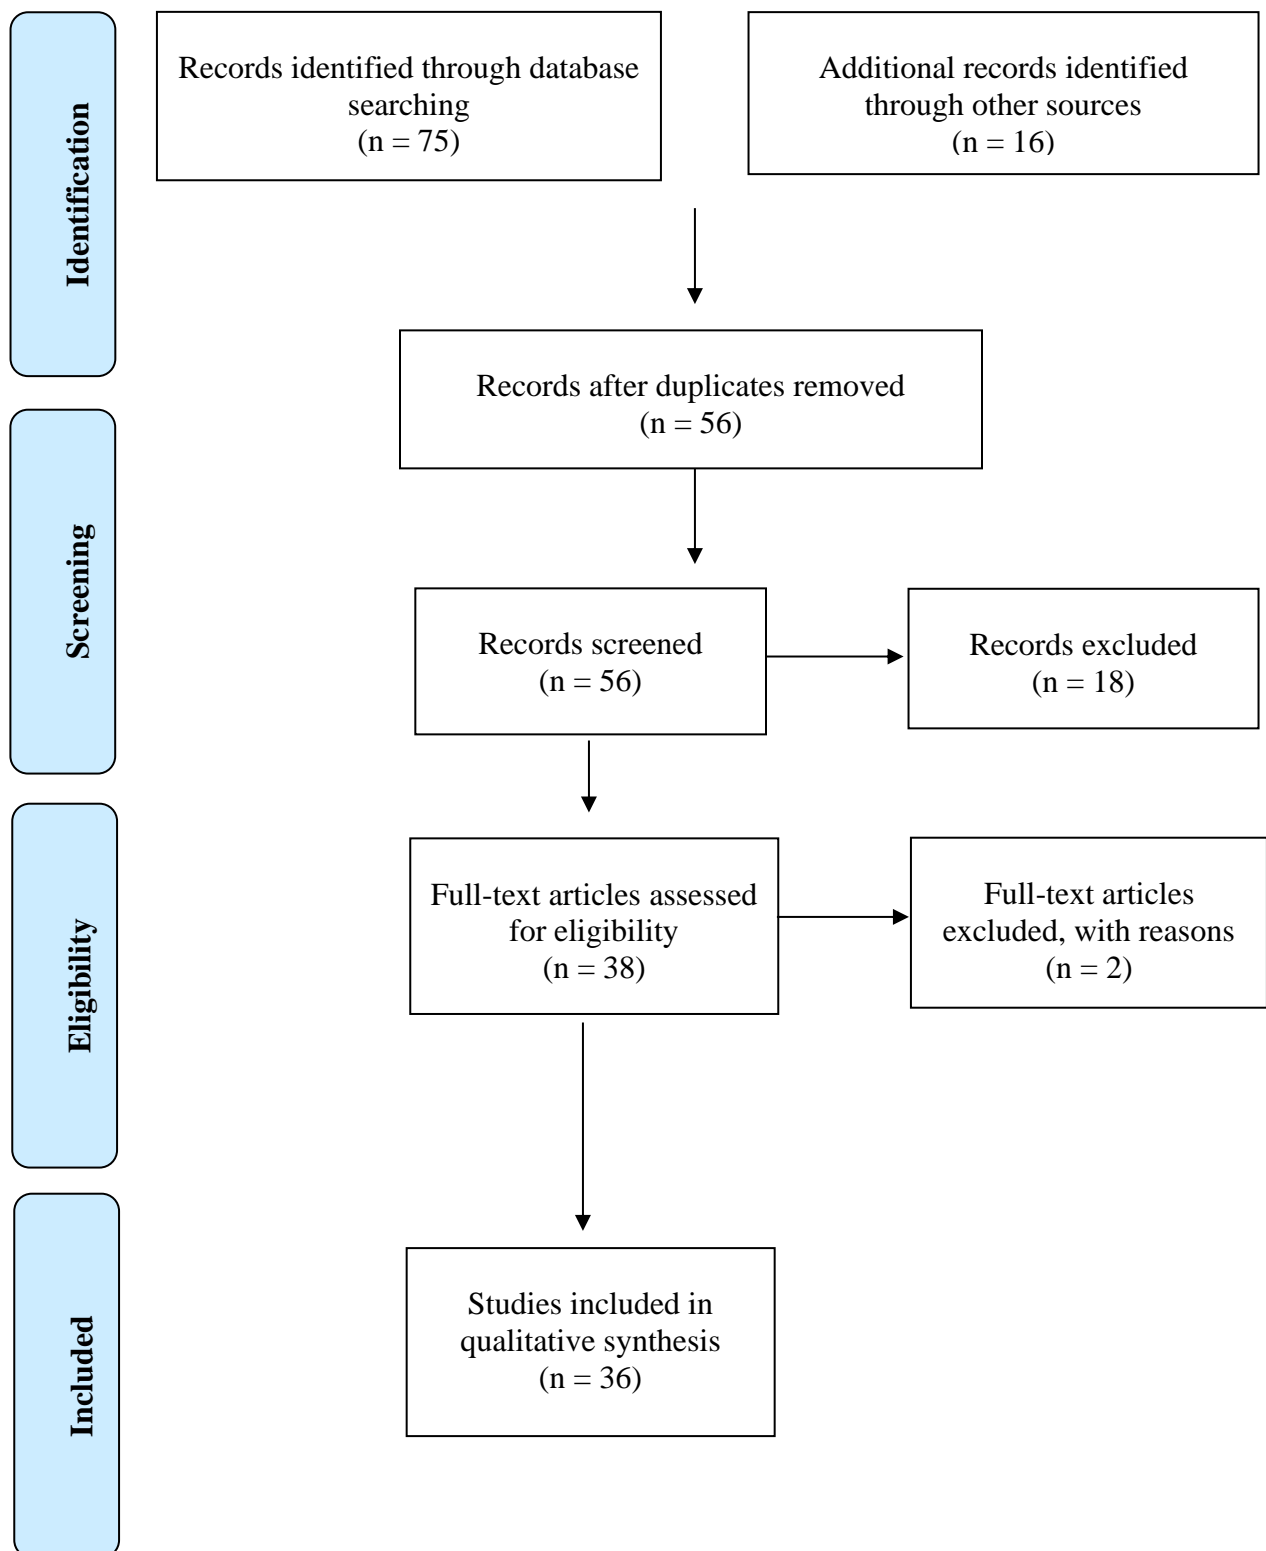 Identification
Records identified through database
searching
(n = 75)
Additional records identified
through other sources
(n = 16)
Records after duplicates removed
(n = 56)
Screening
Records screened
(n = 56)
Records excluded
(n = 18)
Eligibility
Full-text articles assessed
for eligibility
(n = 38)
Full-text articles
excluded, with reasons
(n = 2)
Included
Studies included in
qualitative synthesis
(n = 36)